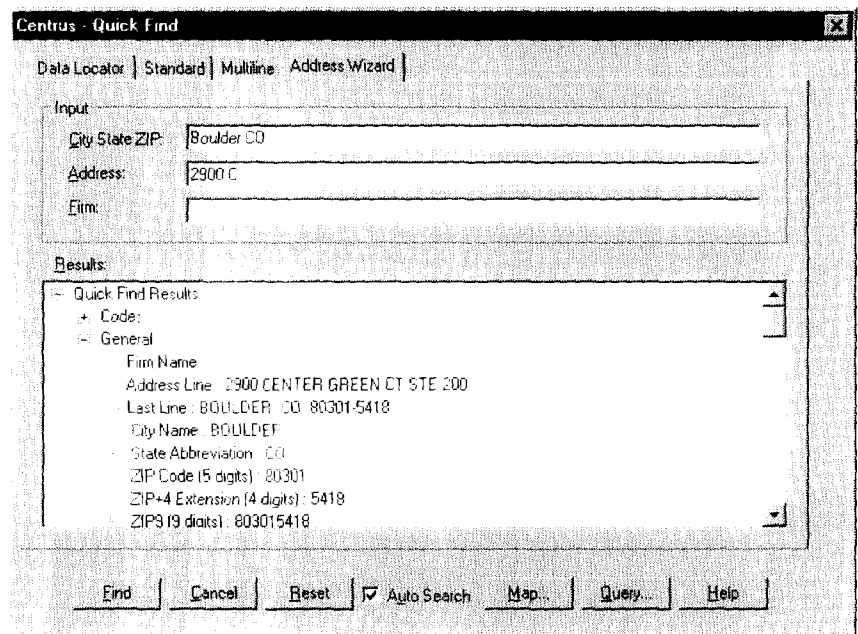 Centrus - Quick Find
Data Locator Standard Multiline Address Wizard
Input
City State ZIP: Boulder CO
Address: 2900 C
Firm:
Results:
Quick Find Results
Code:
General
Firm Name
Address Line : 2900 CENTER GREEN CT STE 200
Last Line : BOULDER CO 80301-5418
City Name : BOULDER
State Abbreviation : CO
ZIP Code (5 digits) : 80301
ZIP+4 Extension (4 digits) : 5418
ZIP9 (9 digits) : 803015418
Find Cancel Reset Auto Search Map... Query... Help